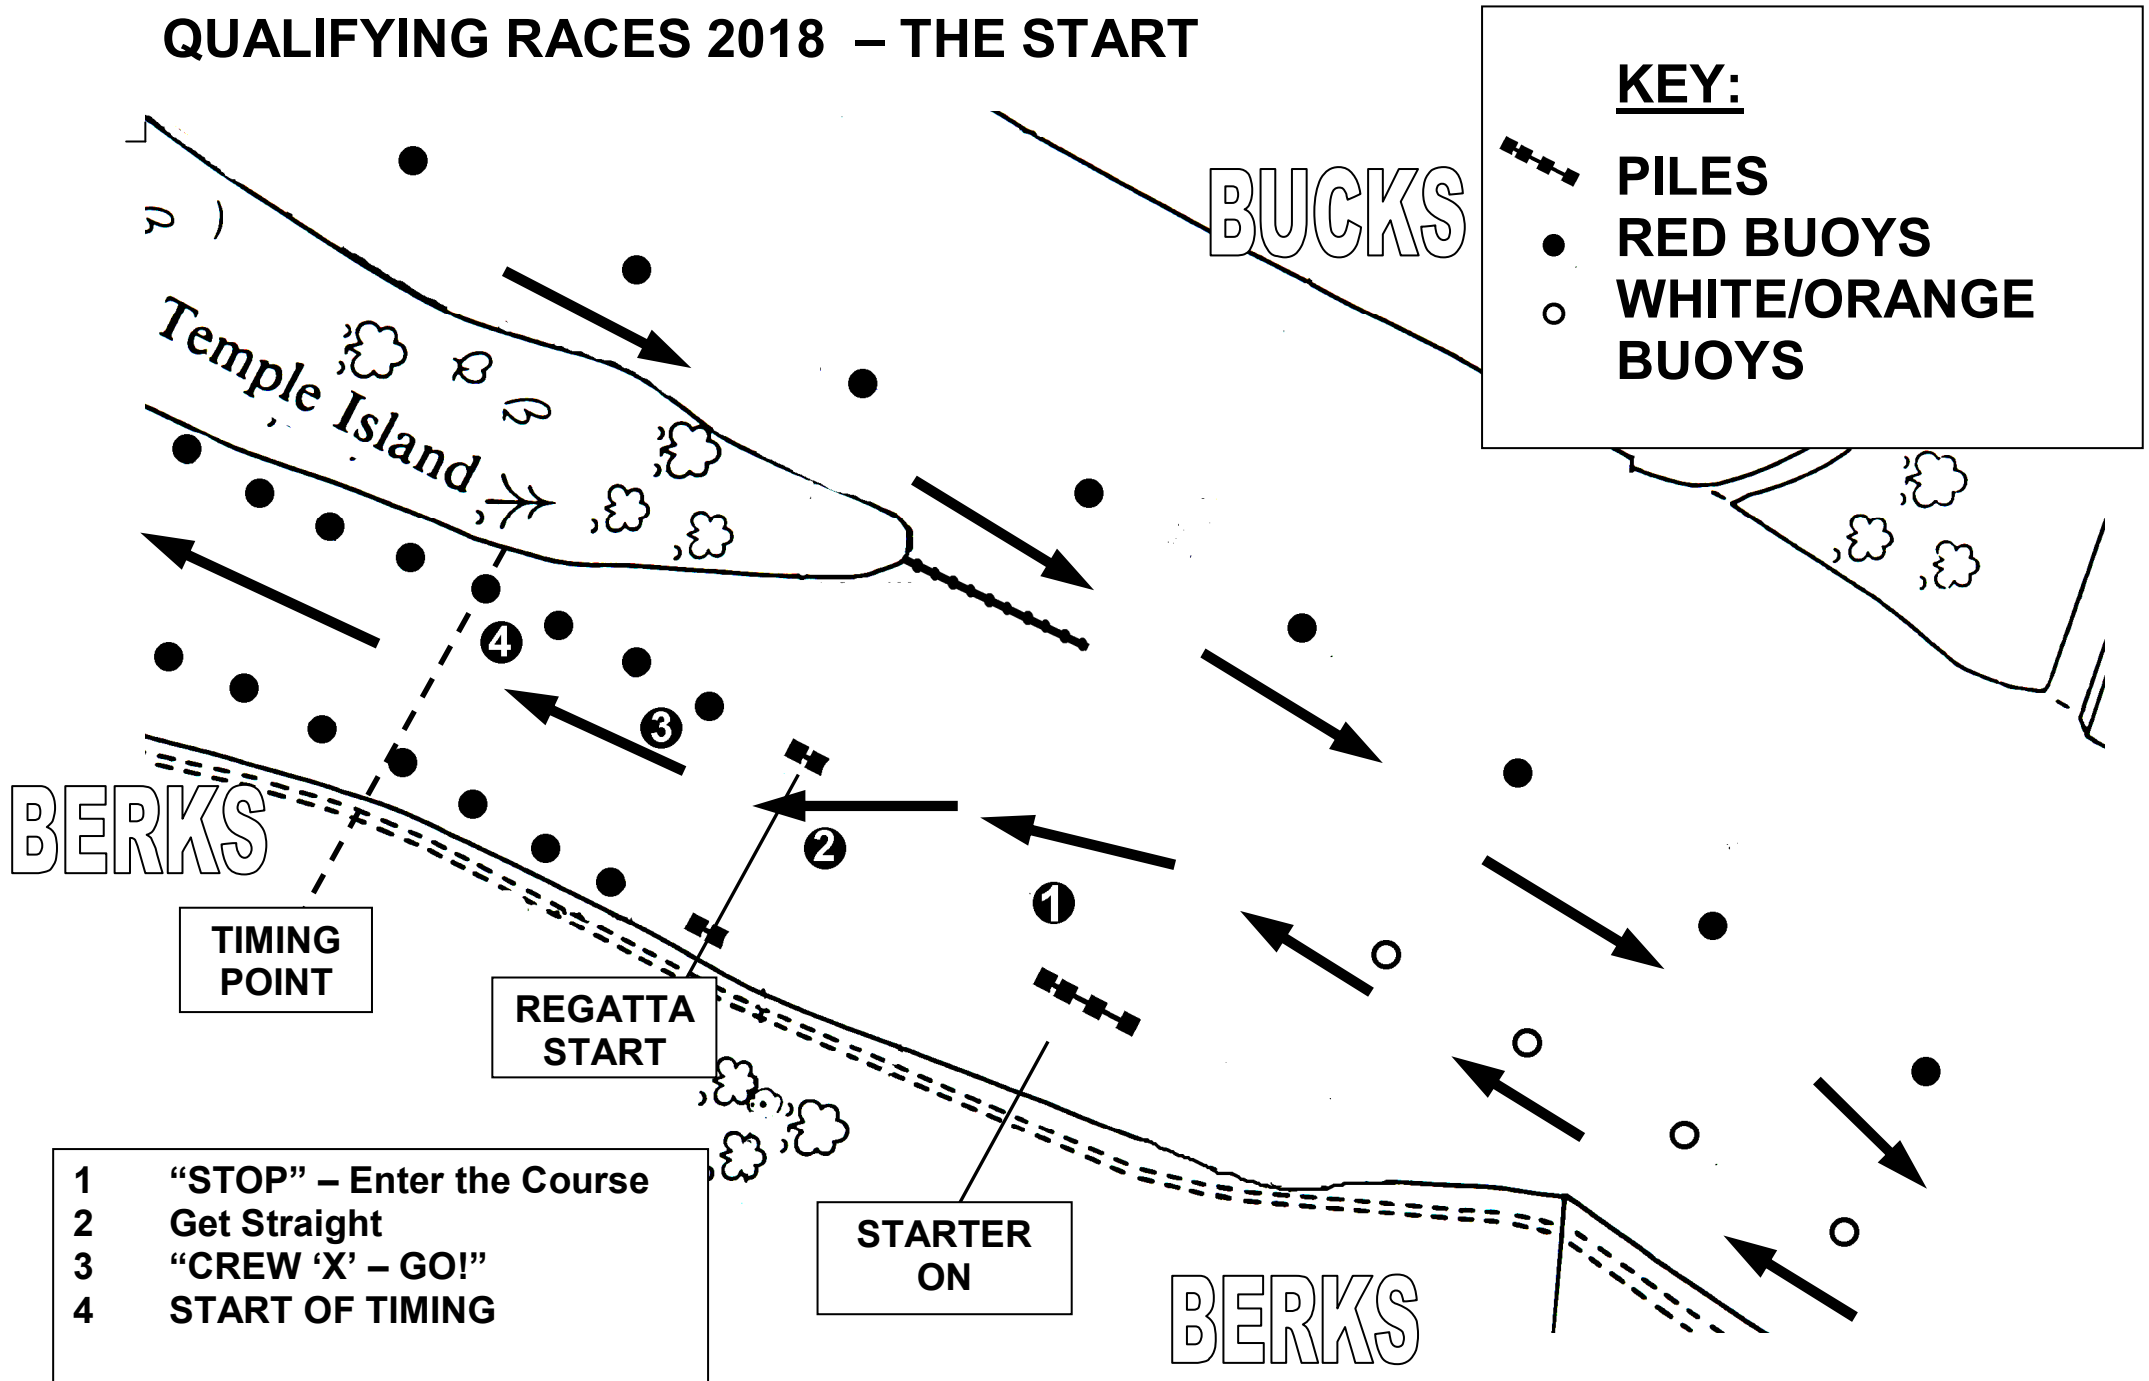 QUALIFYING RACES 2018 – THE START
KEY:
PILES
RED BUOYS
WHITE/ORANGE
BUOYS
BUCKS
Temple Island
4
3
2
1
BERKS
TIMING
POINT
REGATTA
START
STARTER
ON
BERKS
1 “STOP” – Enter the Course
2 Get Straight
3 “CREW ‘X’ – GO!”
4 START OF TIMING